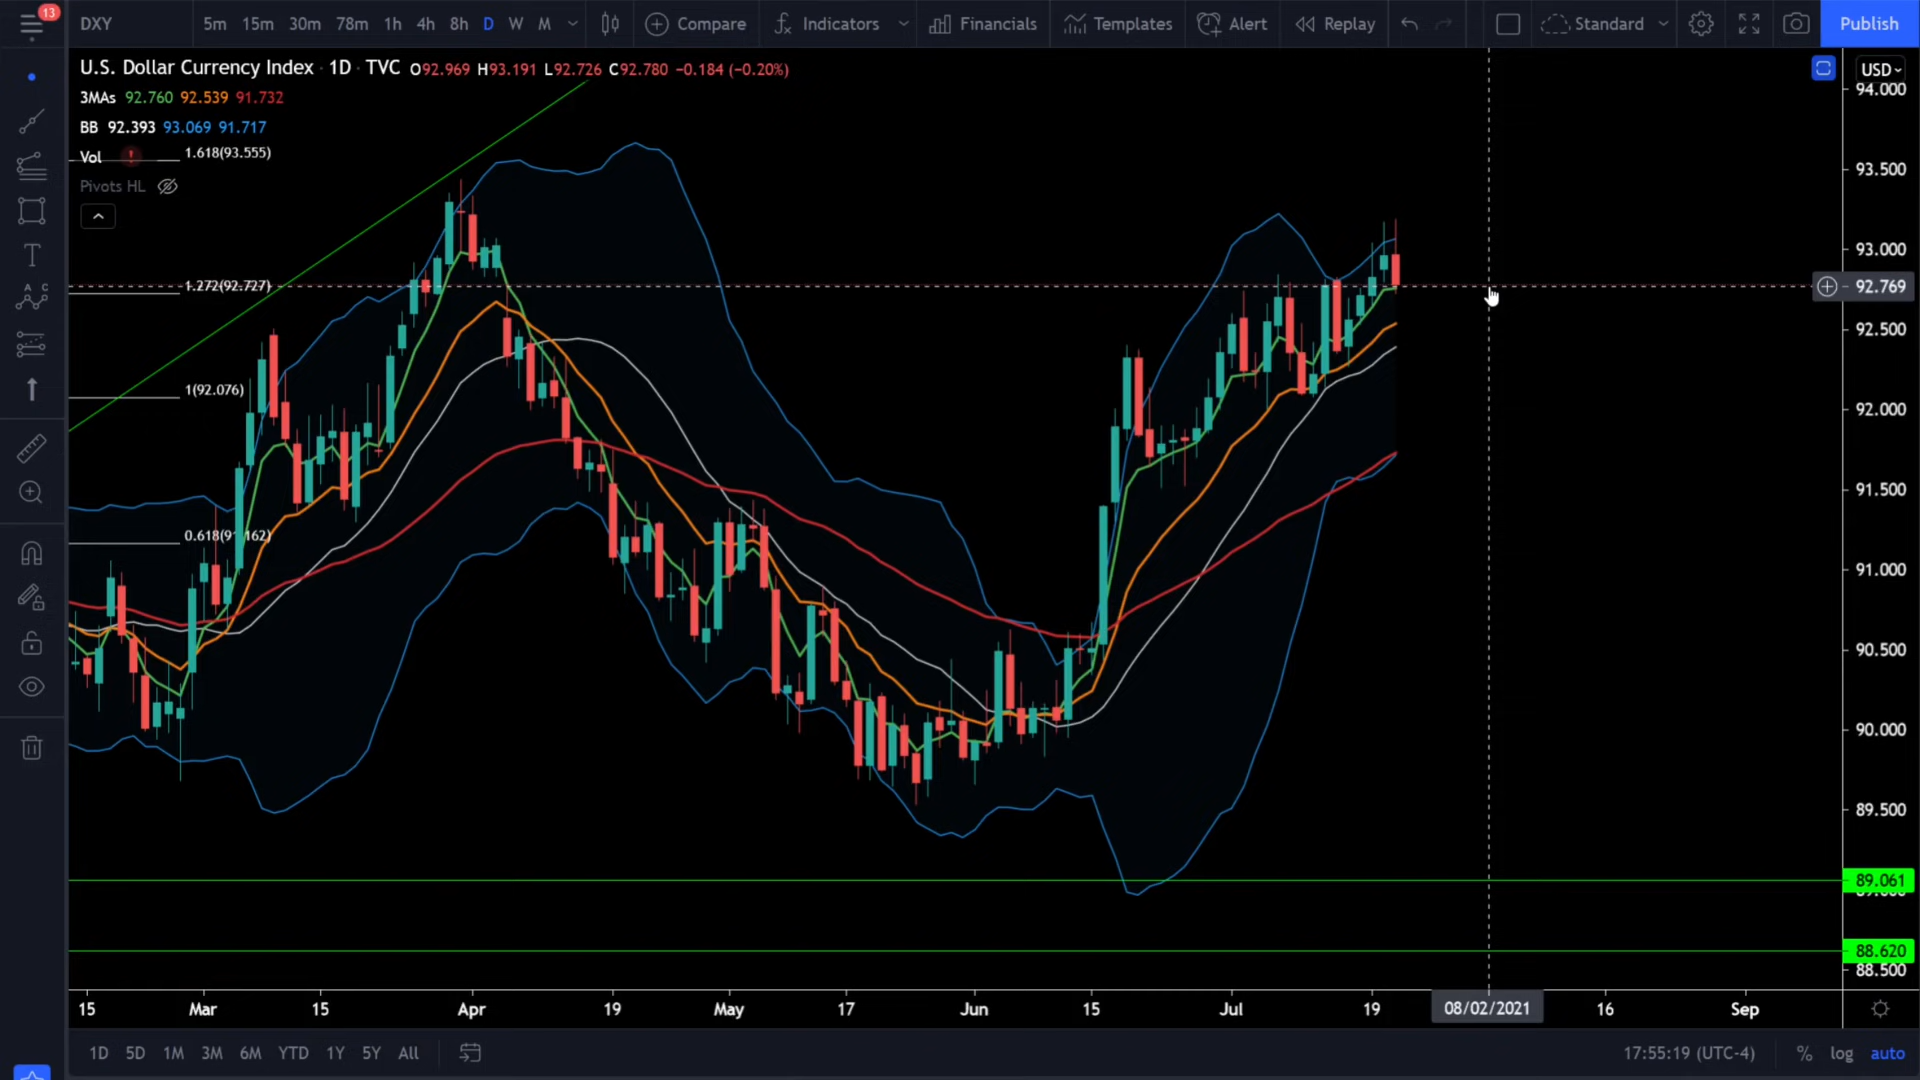 13
DXY 5m 15m 30m 78m 1h 4h 8h D W M Compare Indicators Financials Templates Alert Replay Standard Publish
U.S. Dollar Currency Index · 1D · TVC O92.969 H93.191 L92.726 C92.780 −0.184 (−0.20%)
USD
94.000
3MAs 92.760 92.539 91.732
BB 92.393 93.069 91.717
Vol ! 1.618(93.555)
93.500
Pivots HL
93.000
1.272(92.727)
92.769
92.500
1(92.076)
92.000
91.500
0.618(91.162)
91.000
90.500
90.000
89.500
89.061
88.620
88.500
15 Mar 15 Apr 19 May 17 Jun 15 Jul 19 08/02/2021 16 Sep
1D 5D 1M 3M 6M YTD 1Y 5Y All 17:55:19 (UTC-4) % log auto